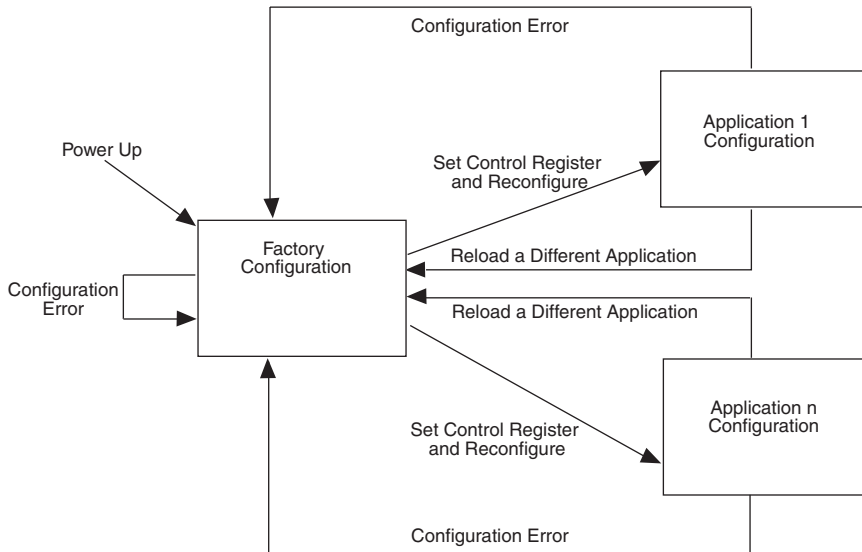 Configuration Error
Application 1
Configuration
Power Up
Set Control Register
and Reconfigure
Factory
Configuration
Reload a Different Application
Configuration
Error
Reload a Different Application
Application n
Configuration
Set Control Register
and Reconfigure
Configuration Error